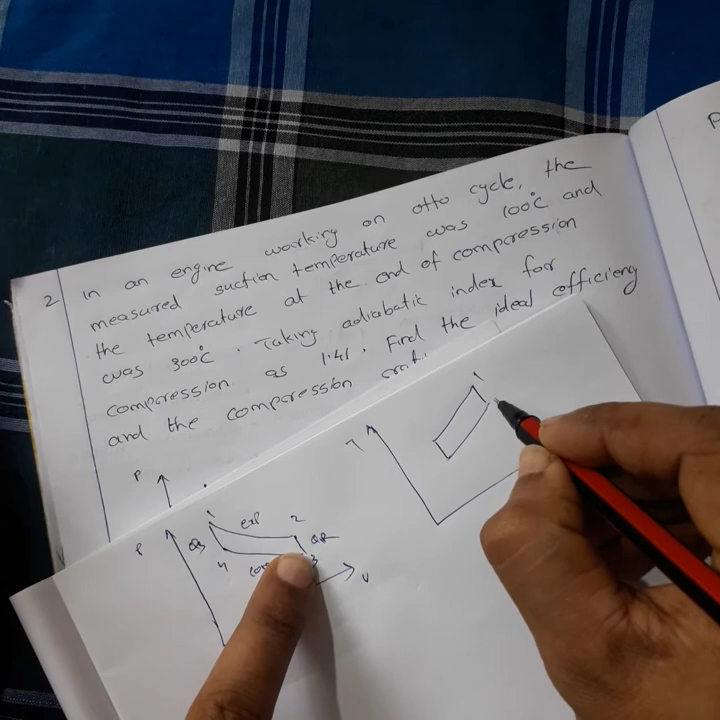 2 In an engine working on otto cycle, the
measured suction temperature was 100°C and
the temperature at the end of compression
was 300°C. Taking adiabatic index for
compression as 1.41. Find the ideal efficiency
and the compression
P
P
1
exp
2
QS
QR
4
3
V
T
1
P